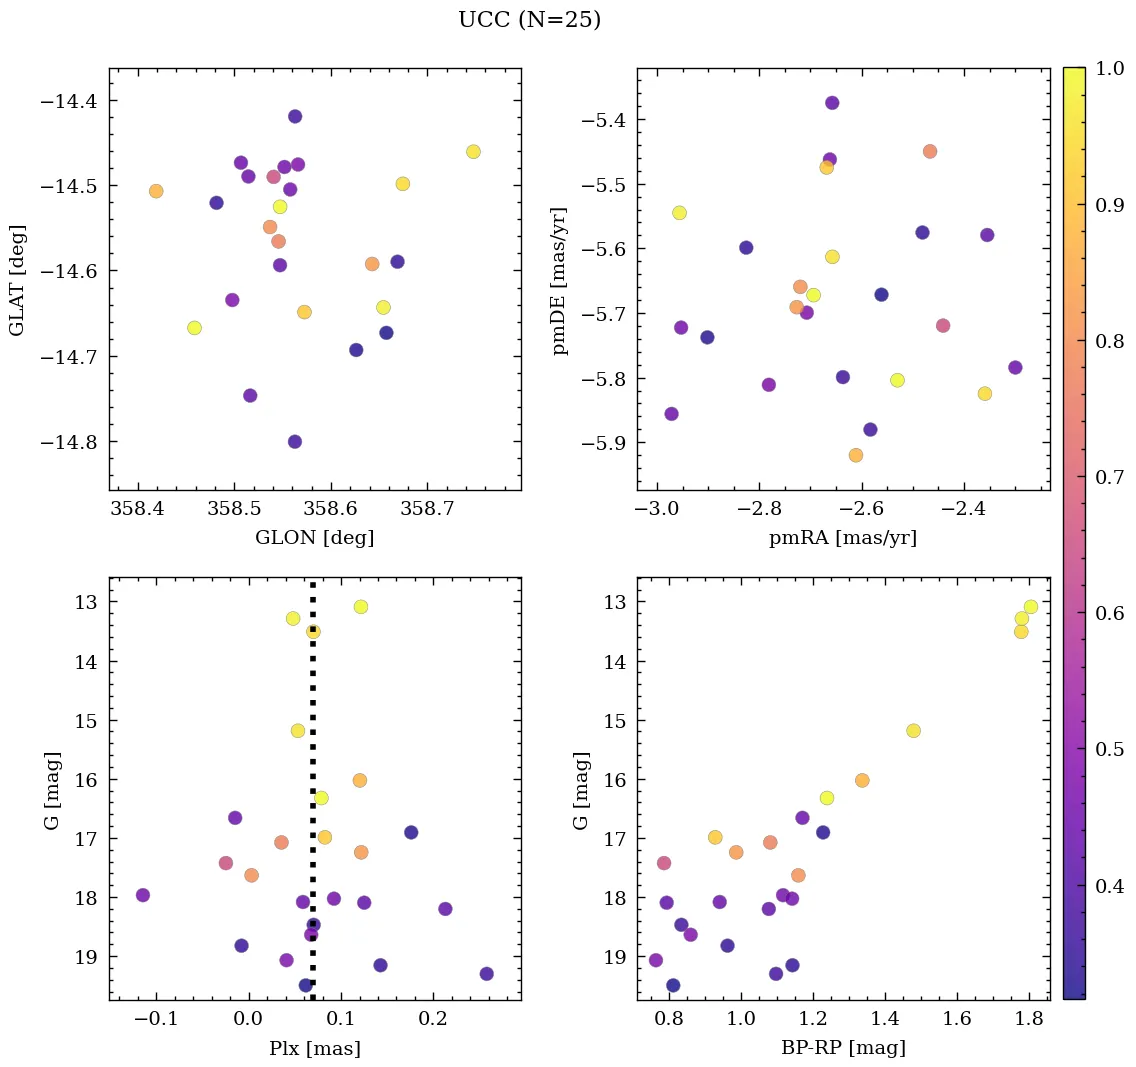 UCC (N=25)
−14.4
−14.5
−14.6
−14.7
−14.8
GLAT [deg]
358.4 358.5 358.6 358.7
GLON [deg]
−5.4
−5.5
−5.6
−5.7
−5.8
−5.9
pmDE [mas/yr]
−3.0 −2.8 −2.6 −2.4
pmRA [mas/yr]
13
14
15
16
17
18
19
G [mag]
−0.1 0.0 0.1 0.2
Plx [mas]
13
14
15
16
17
18
19
G [mag]
0.8 1.0 1.2 1.4 1.6 1.8
BP-RP [mag]
1.0
0.9
0.8
0.7
0.6
0.5
0.4